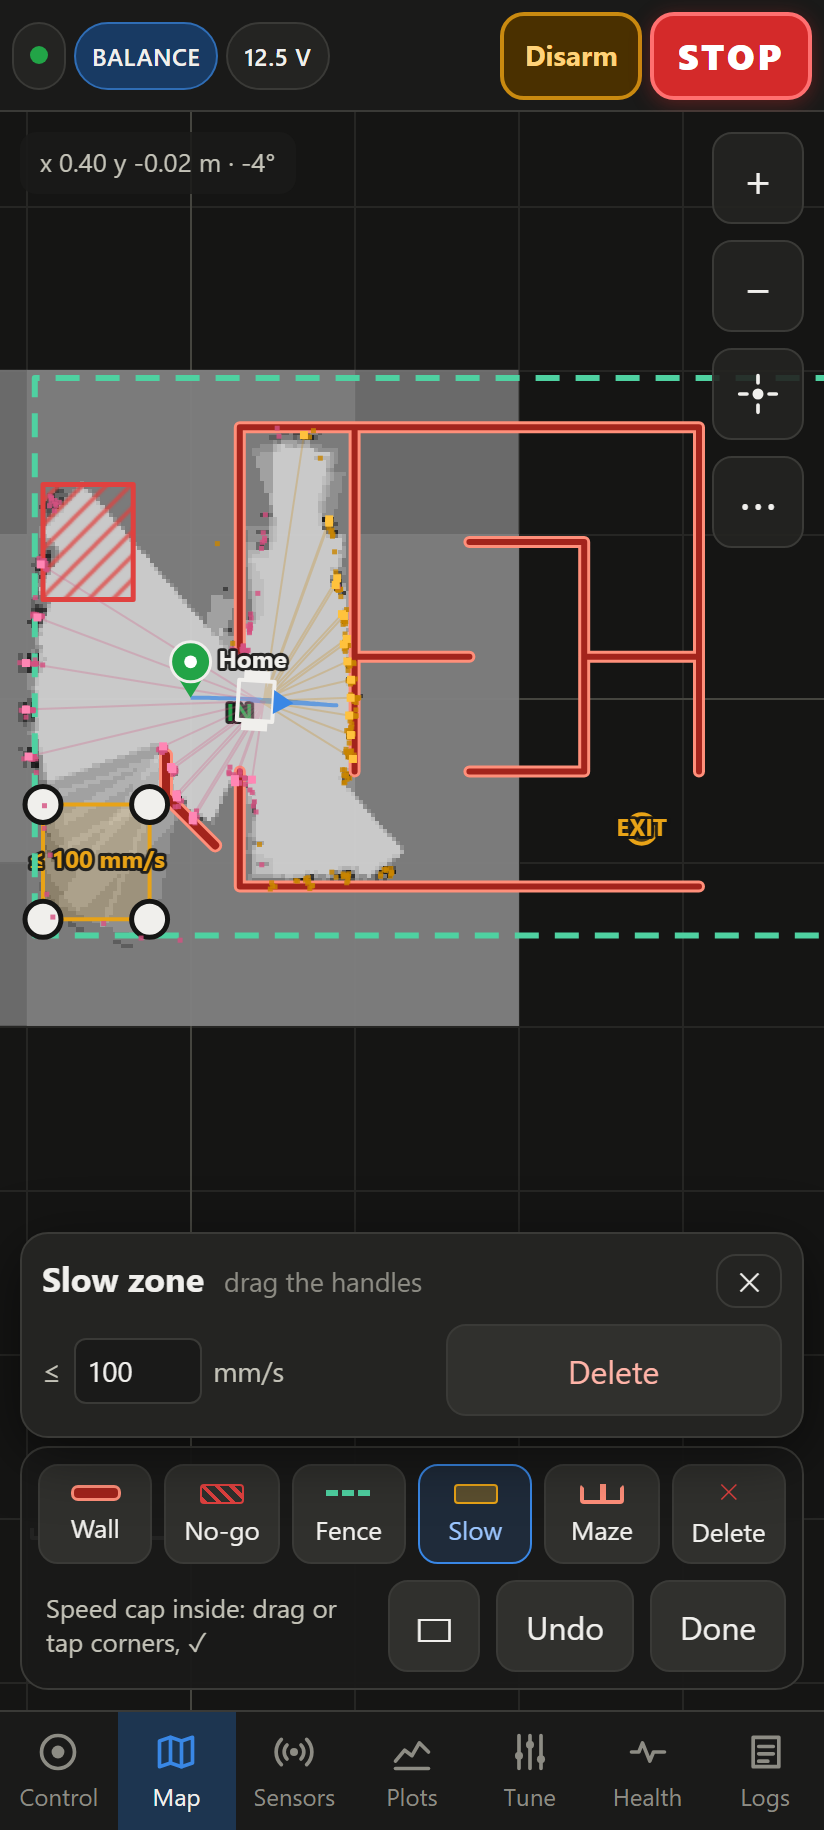 BALANCE
12.5 V
Disarm
STOP
x 0.40 y -0.02 m · -4°
+
−
Home
IN
EXIT
≤ 100 mm/s
Slow zone drag the handles
≤ 100 mm/s
Delete
Wall
No-go
Fence
Slow
Maze
Delete
Speed cap inside: drag or
tap corners, ✓
Undo
Done
Control
Map
Sensors
Plots
Tune
Health
Logs